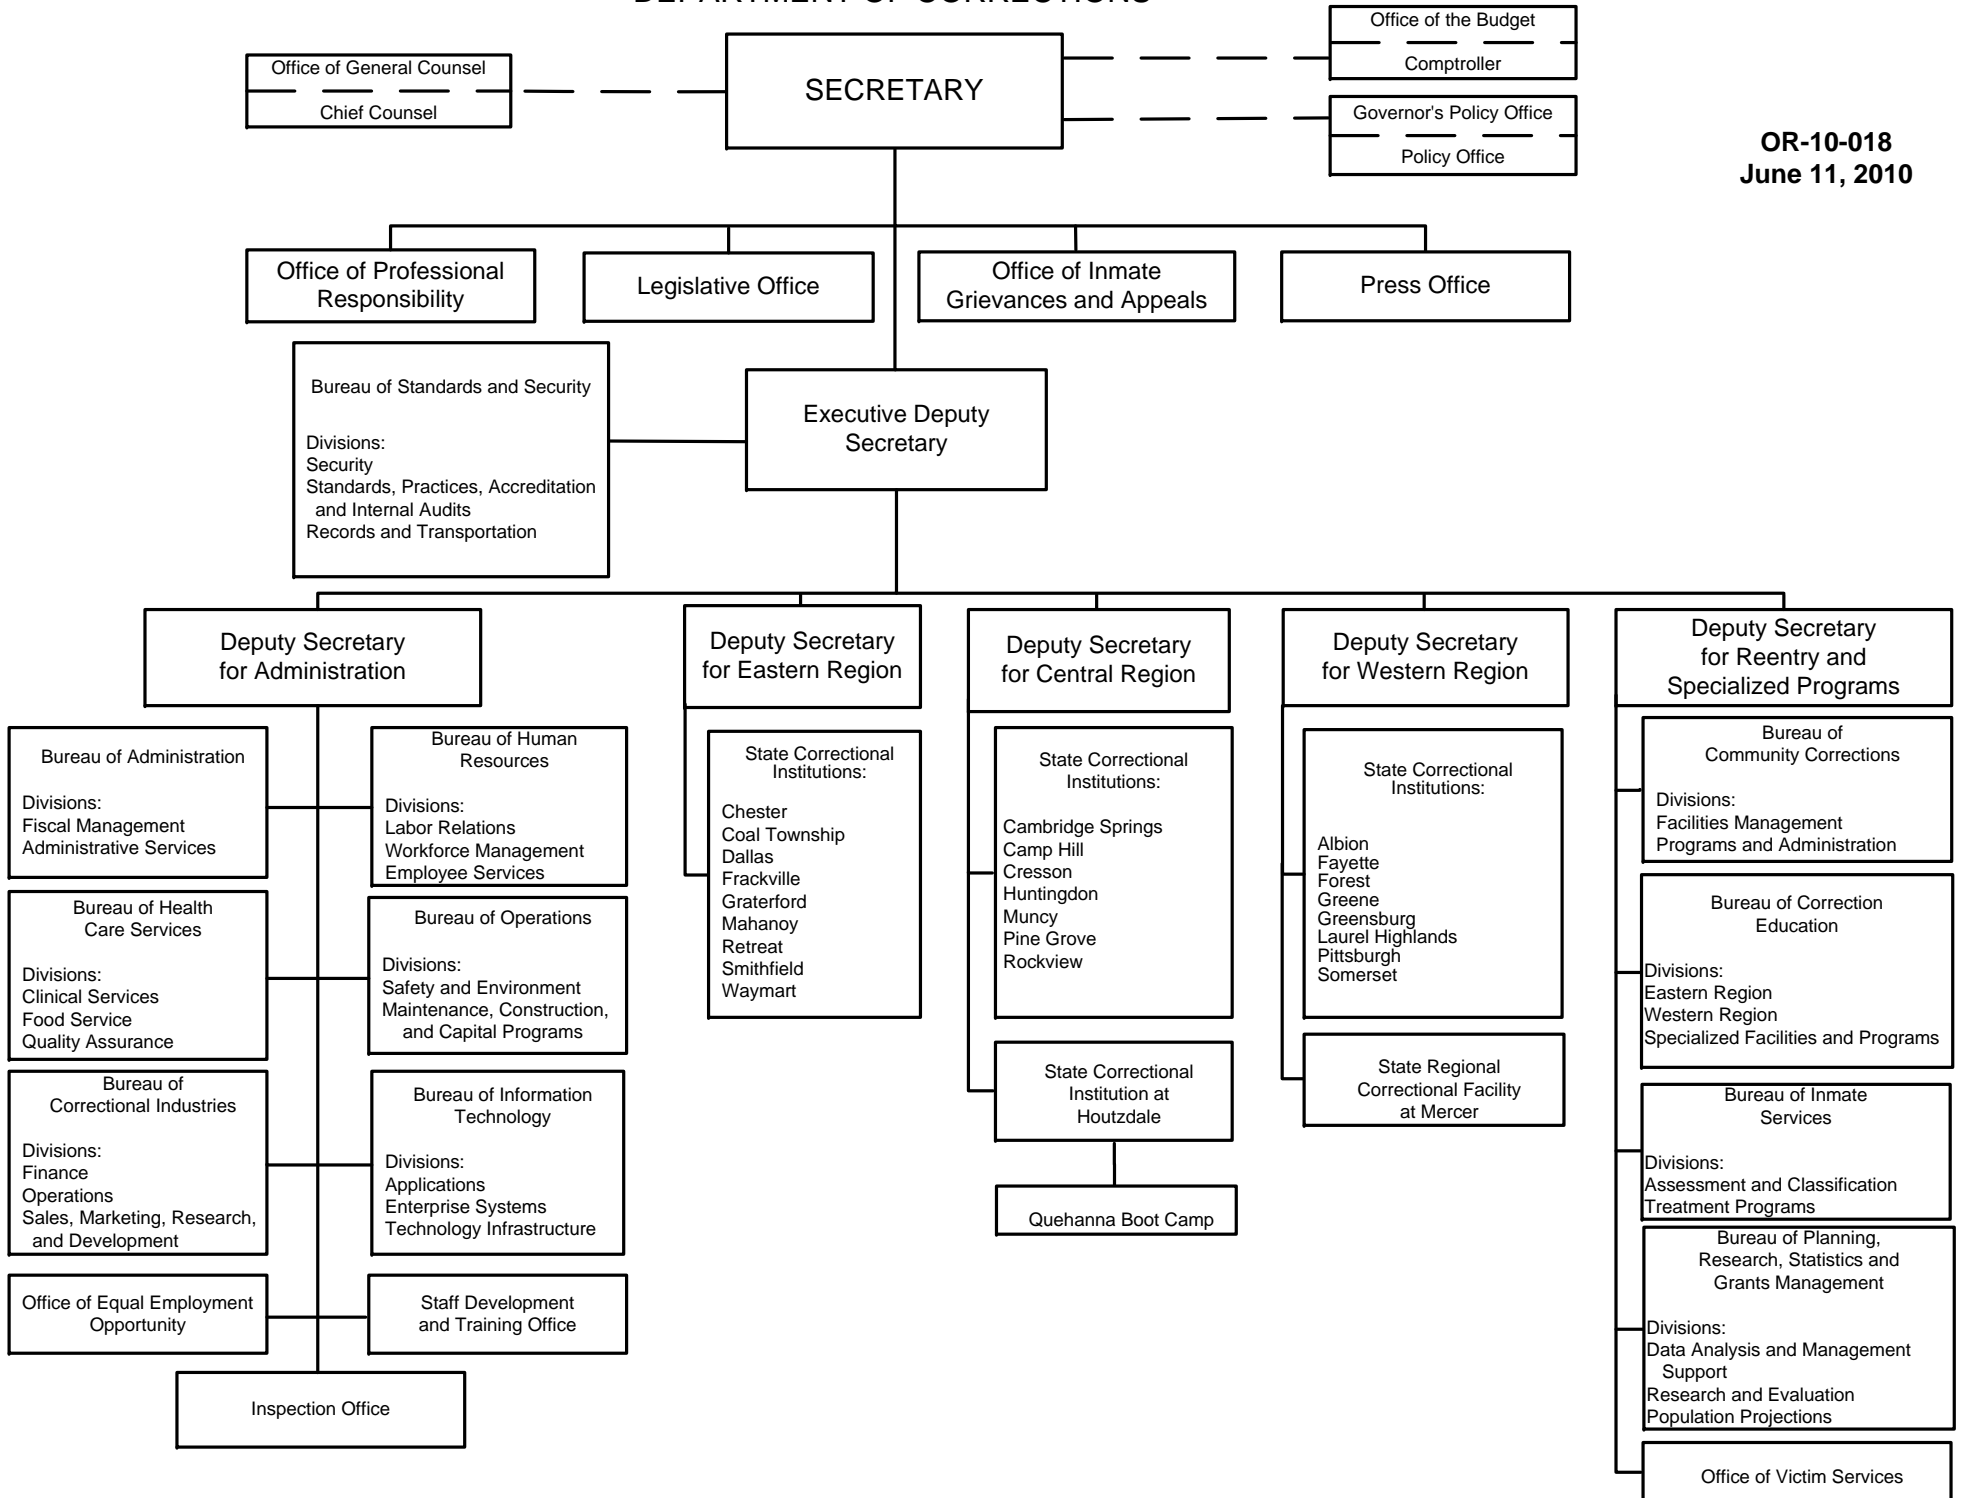 DEPARTMENT OF CORRECTIONS
Office of General Counsel
Chief Counsel
SECRETARY
Office of the Budget
Comptroller
Governor's Policy Office
Policy Office
OR-10-018
June 11, 2010
Office of Professional
Responsibility
Legislative Office
Office of Inmate
Grievances and Appeals
Press Office
Bureau of Standards and Security
Divisions:
Security
Standards, Practices, Accreditation
and Internal Audits
Records and Transportation
Executive Deputy
Secretary
Deputy Secretary
for Administration
Deputy Secretary
for Eastern Region
Deputy Secretary
for Central Region
Deputy Secretary
for Western Region
Deputy Secretary
for Reentry and
Specialized Programs
Bureau of Administration
Divisions:
Fiscal Management
Administrative Services
Bureau of Human
Resources
Divisions:
Labor Relations
Workforce Management
Employee Services
Bureau of Health
Care Services
Divisions:
Clinical Services
Food Service
Quality Assurance
Bureau of Operations
Divisions:
Safety and Environment
Maintenance, Construction,
and Capital Programs
Bureau of
Correctional Industries
Divisions:
Finance
Operations
Sales, Marketing, Research,
and Development
Bureau of Information
Technology
Divisions:
Applications
Enterprise Systems
Technology Infrastructure
Office of Equal Employment
Opportunity
Staff Development
and Training Office
Inspection Office
State Correctional
Institutions:
Chester
Coal Township
Dallas
Frackville
Graterford
Mahanoy
Retreat
Smithfield
Waymart
State Correctional
Institutions:
Cambridge Springs
Camp Hill
Cresson
Huntingdon
Muncy
Pine Grove
Rockview
State Correctional
Institution at
Houtzdale
Quehanna Boot Camp
State Correctional
Institutions:
Albion
Fayette
Forest
Greene
Greensburg
Laurel Highlands
Pittsburgh
Somerset
State Regional
Correctional Facility
at Mercer
Bureau of
Community Corrections
Divisions:
Facilities Management
Programs and Administration
Bureau of Correction
Education
Divisions:
Eastern Region
Western Region
Specialized Facilities and Programs
Bureau of Inmate
Services
Divisions:
Assessment and Classification
Treatment Programs
Bureau of Planning,
Research, Statistics and
Grants Management
Divisions:
Data Analysis and Management
Support
Research and Evaluation
Population Projections
Office of Victim Services